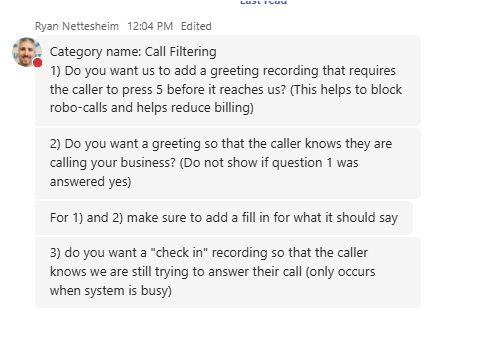 Last read
Ryan Nettesheim 12:04 PM Edited
Category name: Call Filtering
1) Do you want us to add a greeting recording that requires
the caller to press 5 before it reaches us? (This helps to block
robo-calls and helps reduce billing)
2) Do you want a greeting so that the caller knows they are
calling your business? (Do not show if question 1 was
answered yes)
For 1) and 2) make sure to add a fill in for what it should say
3) do you want a "check in" recording so that the caller
knows we are still trying to answer their call (only occurs
when system is busy)